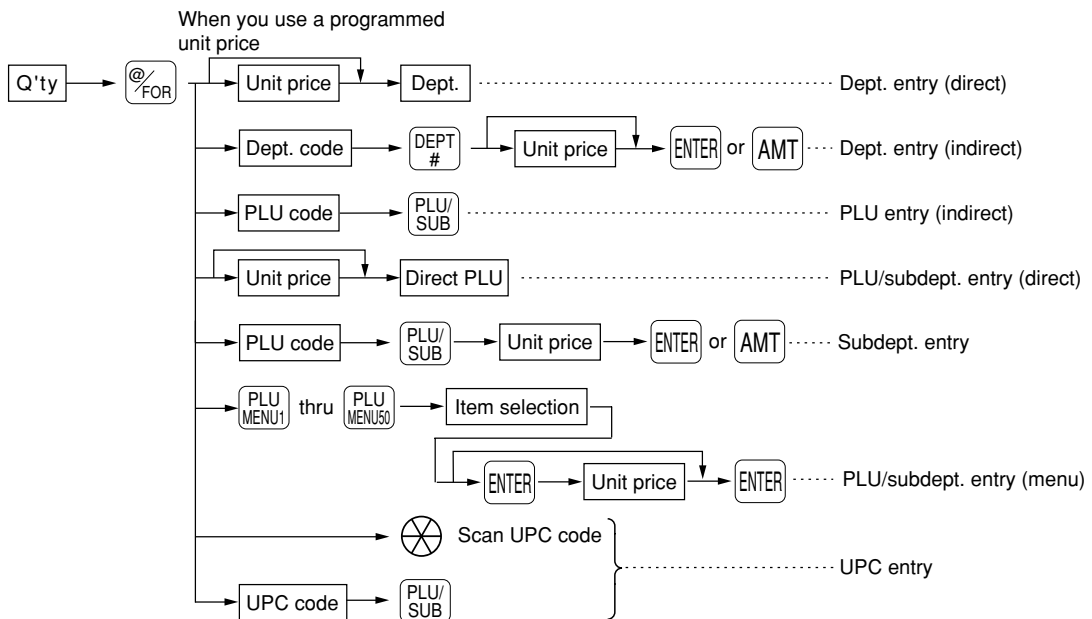 When you use a programmed
unit price
Q'ty @/FOR Unit price Dept. Dept. entry (direct)
Dept. code DEPT # Unit price ENTER or AMT Dept. entry (indirect)
PLU code PLU/SUB PLU entry (indirect)
Unit price Direct PLU PLU/subdept. entry (direct)
PLU code PLU/SUB Unit price ENTER or AMT Subdept. entry
PLU MENU1 thru PLU MENU50 Item selection
ENTER Unit price ENTER PLU/subdept. entry (menu)
Scan UPC code
UPC entry
UPC code PLU/SUB